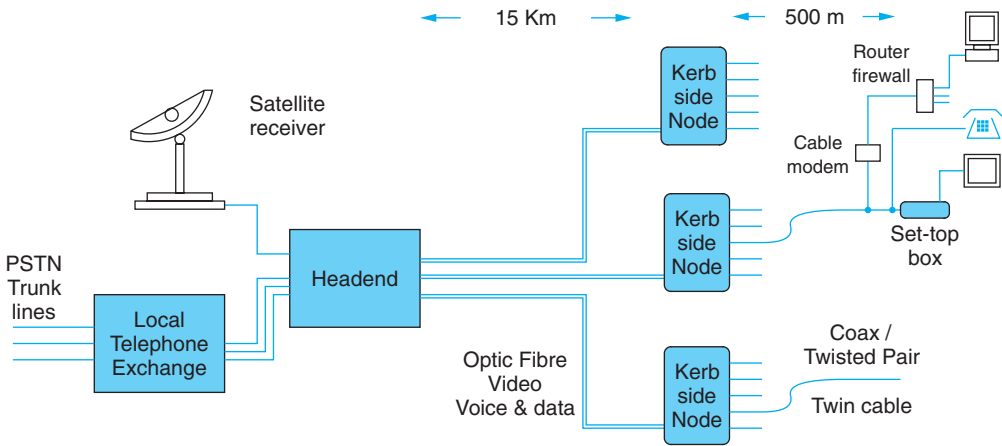 15 Km
500 m
Satellite
receiver
Kerb
side
Node
Router
firewall
Cable
modem
Kerb
side
Node
Set-top
box
PSTN
Trunk
lines
Headend
Local
Telephone
Exchange
Optic Fibre
Video
Voice & data
Kerb
side
Node
Coax /
Twisted Pair
Twin cable